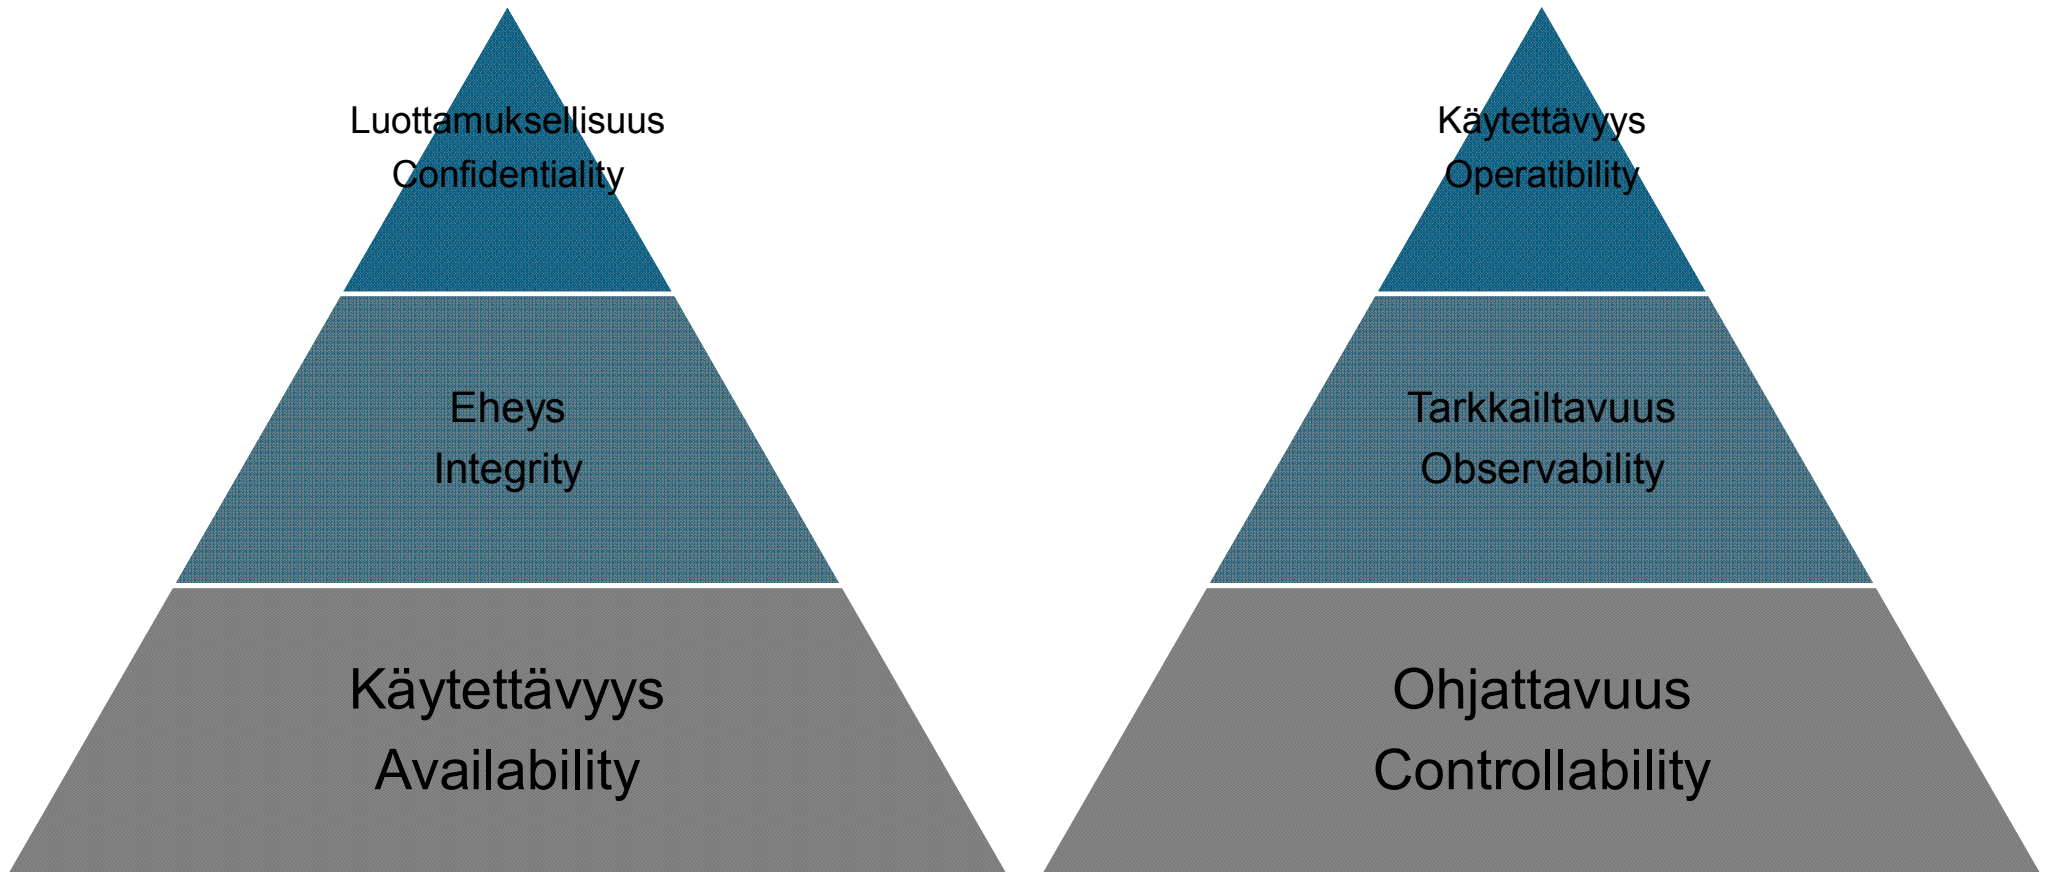 Luottamuksellisuus
Confidentiality
Eheys
Integrity
Käytettävyys
Availability
Käytettävyys
Operatibility
Tarkkailtavuus
Observability
Ohjattavuus
Controllability